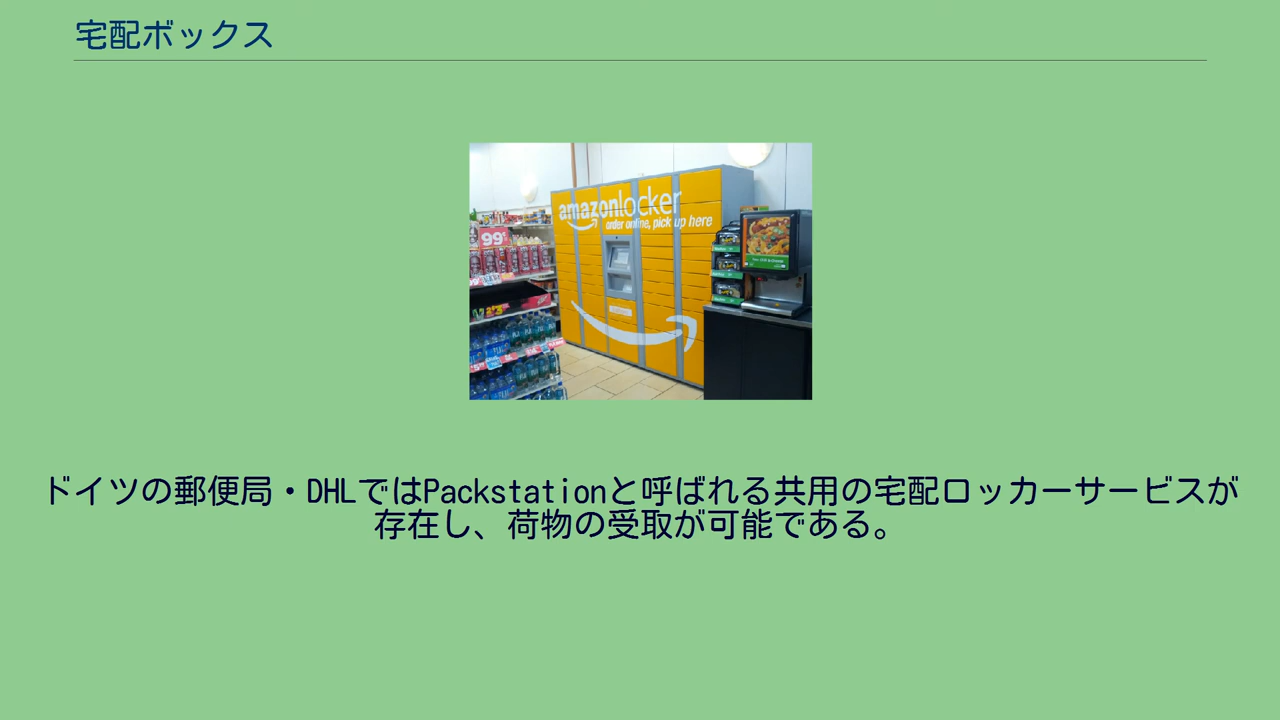 宅配ボックス
amazonlocker
order online, pick up here
99¢
ドイツの郵便局・DHLではPackstationと呼ばれる共用の宅配ロッカーサービスが
存在し、荷物の受取が可能である。